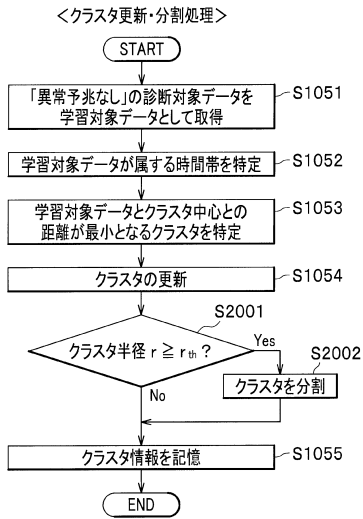 ＜クラスタ更新・分割処理＞
START
「異常予兆なし」の診断対象データを
学習対象データとして取得
S1051
学習対象データが属する時間帯を特定
S1052
学習対象データとクラスタ中心との
距離が最小となるクラスタを特定
S1053
クラスタの更新
S1054
S2001
クラスタ半径 r ≧ rth ?
Yes
S2002
クラスタを分割
No
クラスタ情報を記憶
S1055
END